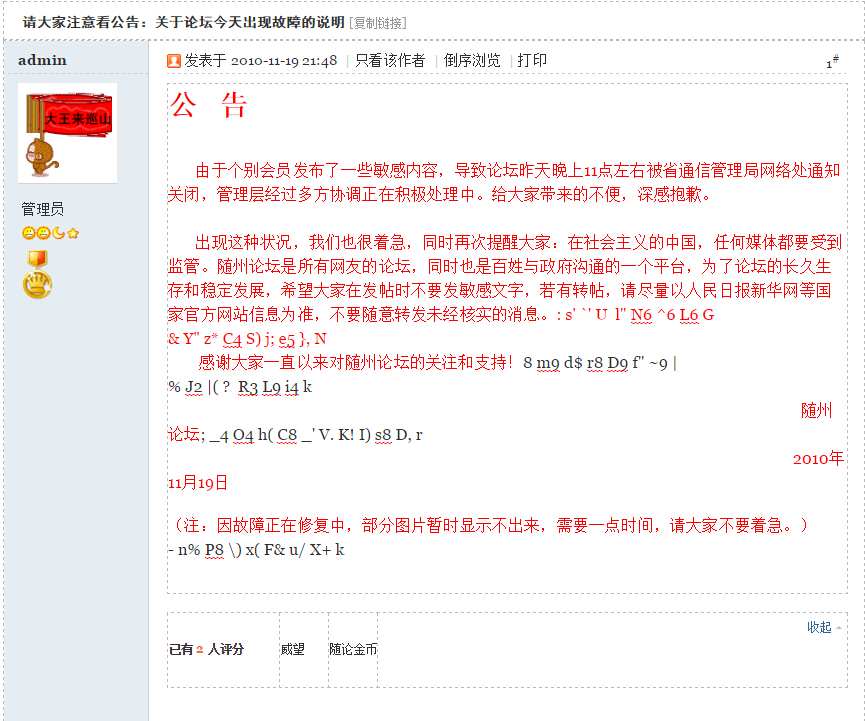 请大家注意看公告：关于论坛今天出现故障的说明 [复制链接]
admin
发表于 2010-11-19 21:48 | 只看该作者 | 倒序浏览 | 打印
1#
大王来巡山
管理员
公 告
由于个别会员发布了一些敏感内容，导致论坛昨天晚上11点左右被省通信管理局网络处通知
关闭，管理层经过多方协调正在积极处理中。给大家带来的不便，深感抱歉。
出现这种状况，我们也很着急，同时再次提醒大家：在社会主义的中国，任何媒体都要受到
监管。随州论坛是所有网友的论坛，同时也是百姓与政府沟通的一个平台，为了论坛的长久生
存和稳定发展，希望大家在发帖时不要发敏感文字，若有转帖，请尽量以人民日报新华网等国
家官方网站信息为准，不要随意转发未经核实的消息。: s' `' U l" N6 ^6 L6 G
& Y" z* C4 S) j; e5 }, N
感谢大家一直以来对随州论坛的关注和支持！8 m9 d$ r8 D9 f" ~9 |
% J2 |( ? R3 L9 i4 k
随州
论坛; _4 O4 h( C8 _' V. K! I) s8 D, r
2010年
11月19日
（注：因故障正在修复中，部分图片暂时显示不出来，需要一点时间，请大家不要着急。）
- n% P8 \) x( F& u/ X+ k
收起
已有 2 人评分
威望
随论金币